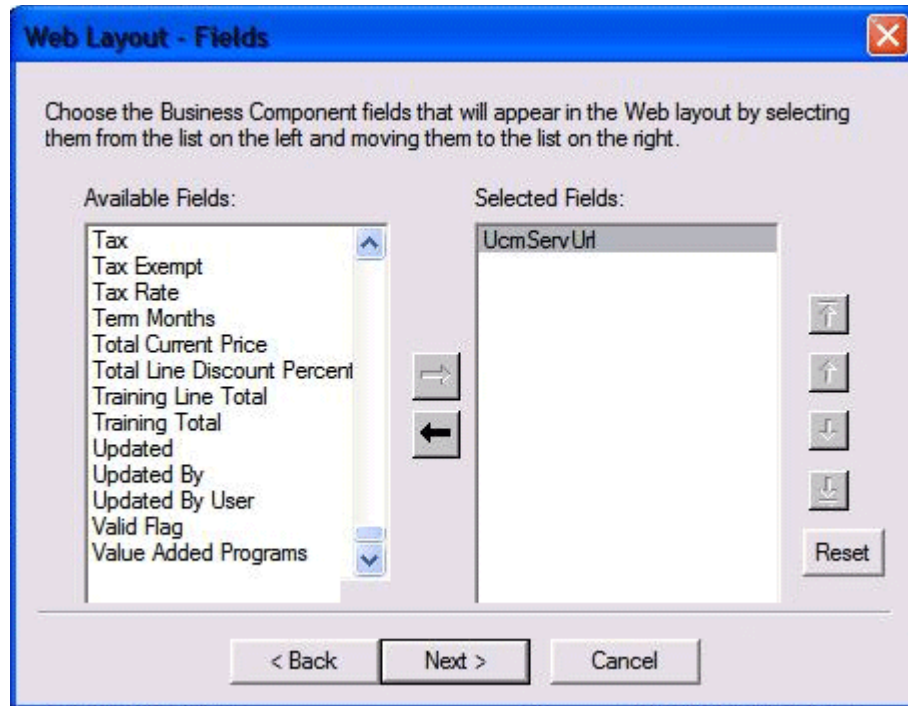 Web Layout - Fields
Choose the Business Component fields that will appear in the Web layout by selecting
them from the list on the left and moving them to the list on the right.
Available Fields:
Tax
Tax Exempt
Tax Rate
Term Months
Total Current Price
Total Line Discount Percent
Training Line Total
Training Total
Updated
Updated By
Updated By User
Valid Flag
Value Added Programs
Selected Fields:
UcmServUrl
Reset
< Back
Next >
Cancel